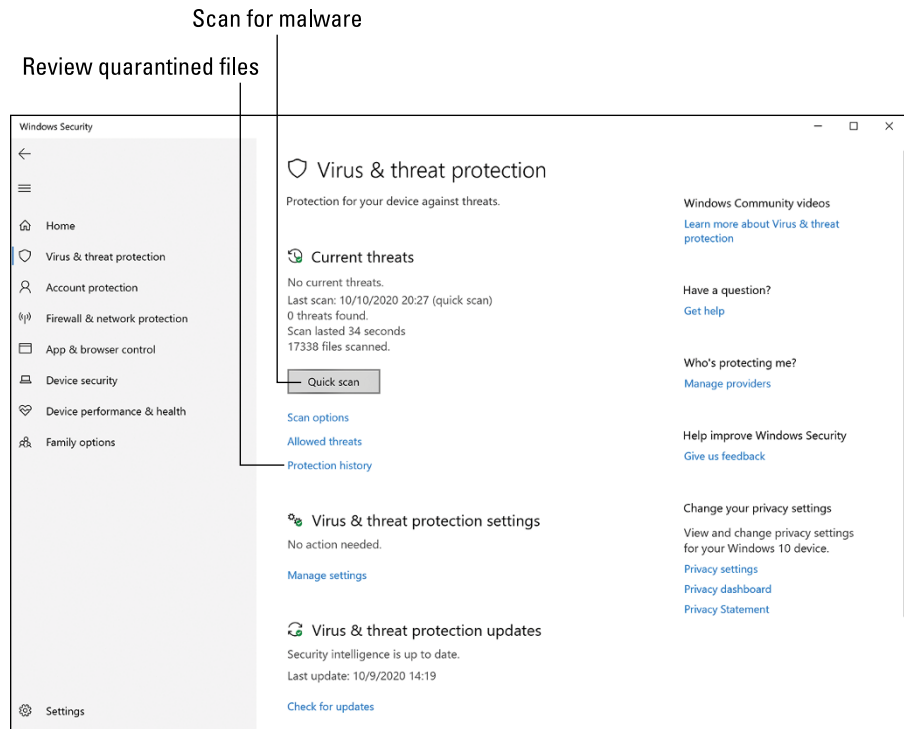 Scan for malware
Review quarantined files
Windows Security
Home
Virus & threat protection
Account protection
Firewall & network protection
App & browser control
Device security
Device performance & health
Family options
Settings
Virus & threat protection
Protection for your device against threats.
Current threats
No current threats.
Last scan: 10/10/2020 20:27 (quick scan)
0 threats found.
Scan lasted 34 seconds
17338 files scanned.
Quick scan
Scan options
Allowed threats
Protection history
Virus & threat protection settings
No action needed.
Manage settings
Virus & threat protection updates
Security intelligence is up to date.
Last update: 10/9/2020 14:19
Check for updates
Windows Community videos
Learn more about Virus & threat
protection
Have a question?
Get help
Who's protecting me?
Manage providers
Help improve Windows Security
Give us feedback
Change your privacy settings
View and change privacy settings
for your Windows 10 device.
Privacy settings
Privacy dashboard
Privacy Statement